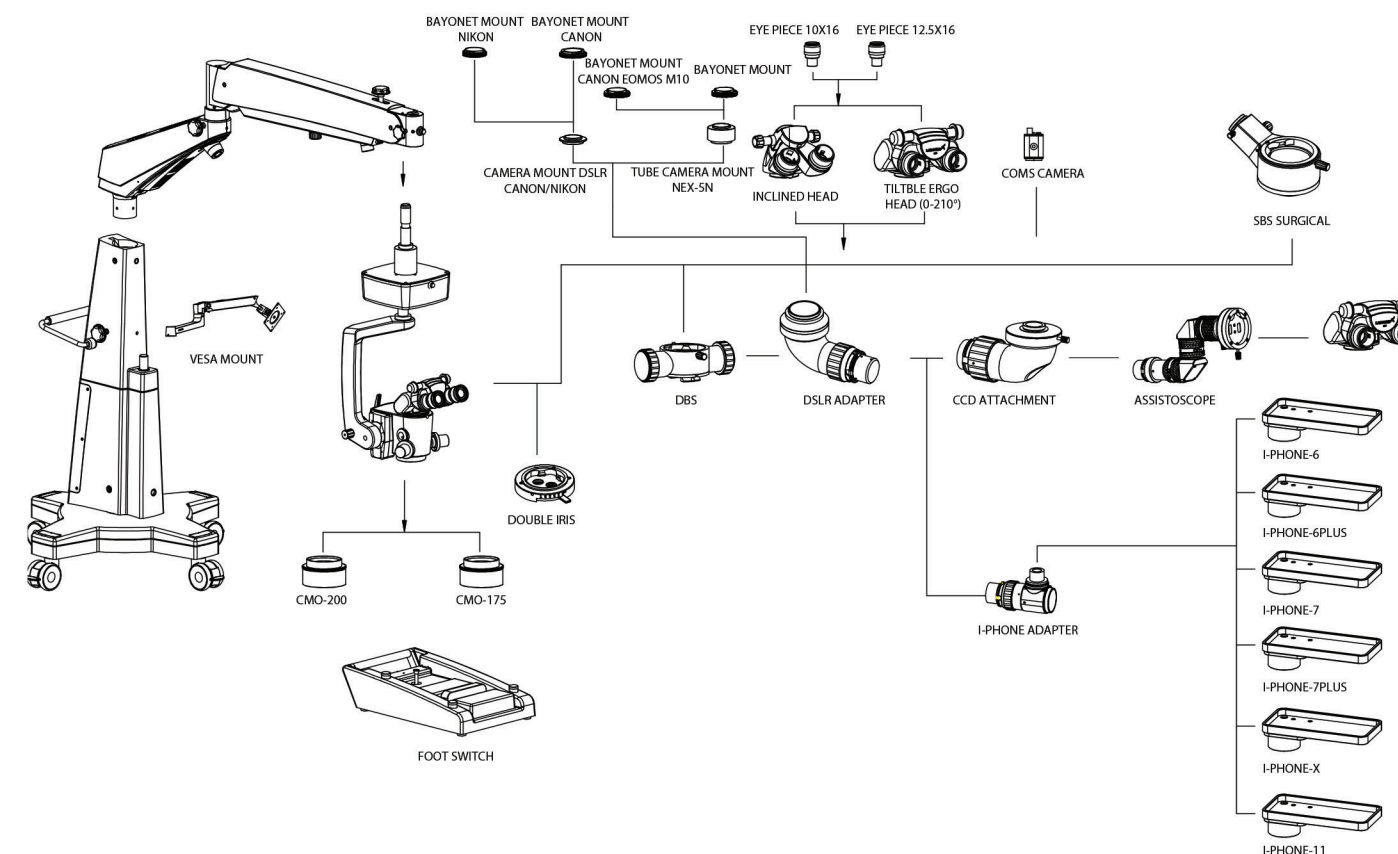 BAYONET MOUNT
NIKON
BAYONET MOUNT
CANON
BAYONET MOUNT
CANON EOMOS M10
BAYONET MOUNT
EYE PIECE 10X16
EYE PIECE 12.5X16
CAMERA MOUNT DSLR
CANON/NIKON
TUBE CAMERA MOUNT
NEX-5N
INCLINED HEAD
TILTBLE ERGO
HEAD (0-210°)
COMS CAMERA
SBS SURGICAL
VESA MOUNT
DBS
DSLR ADAPTER
CCD ATTACHMENT
ASSISTOSCOPE
DOUBLE IRIS
CMO-200
CMO-175
FOOT SWITCH
I-PHONE ADAPTER
I-PHONE-6
I-PHONE-6PLUS
I-PHONE-7
I-PHONE-7PLUS
I-PHONE-X
I-PHONE-11